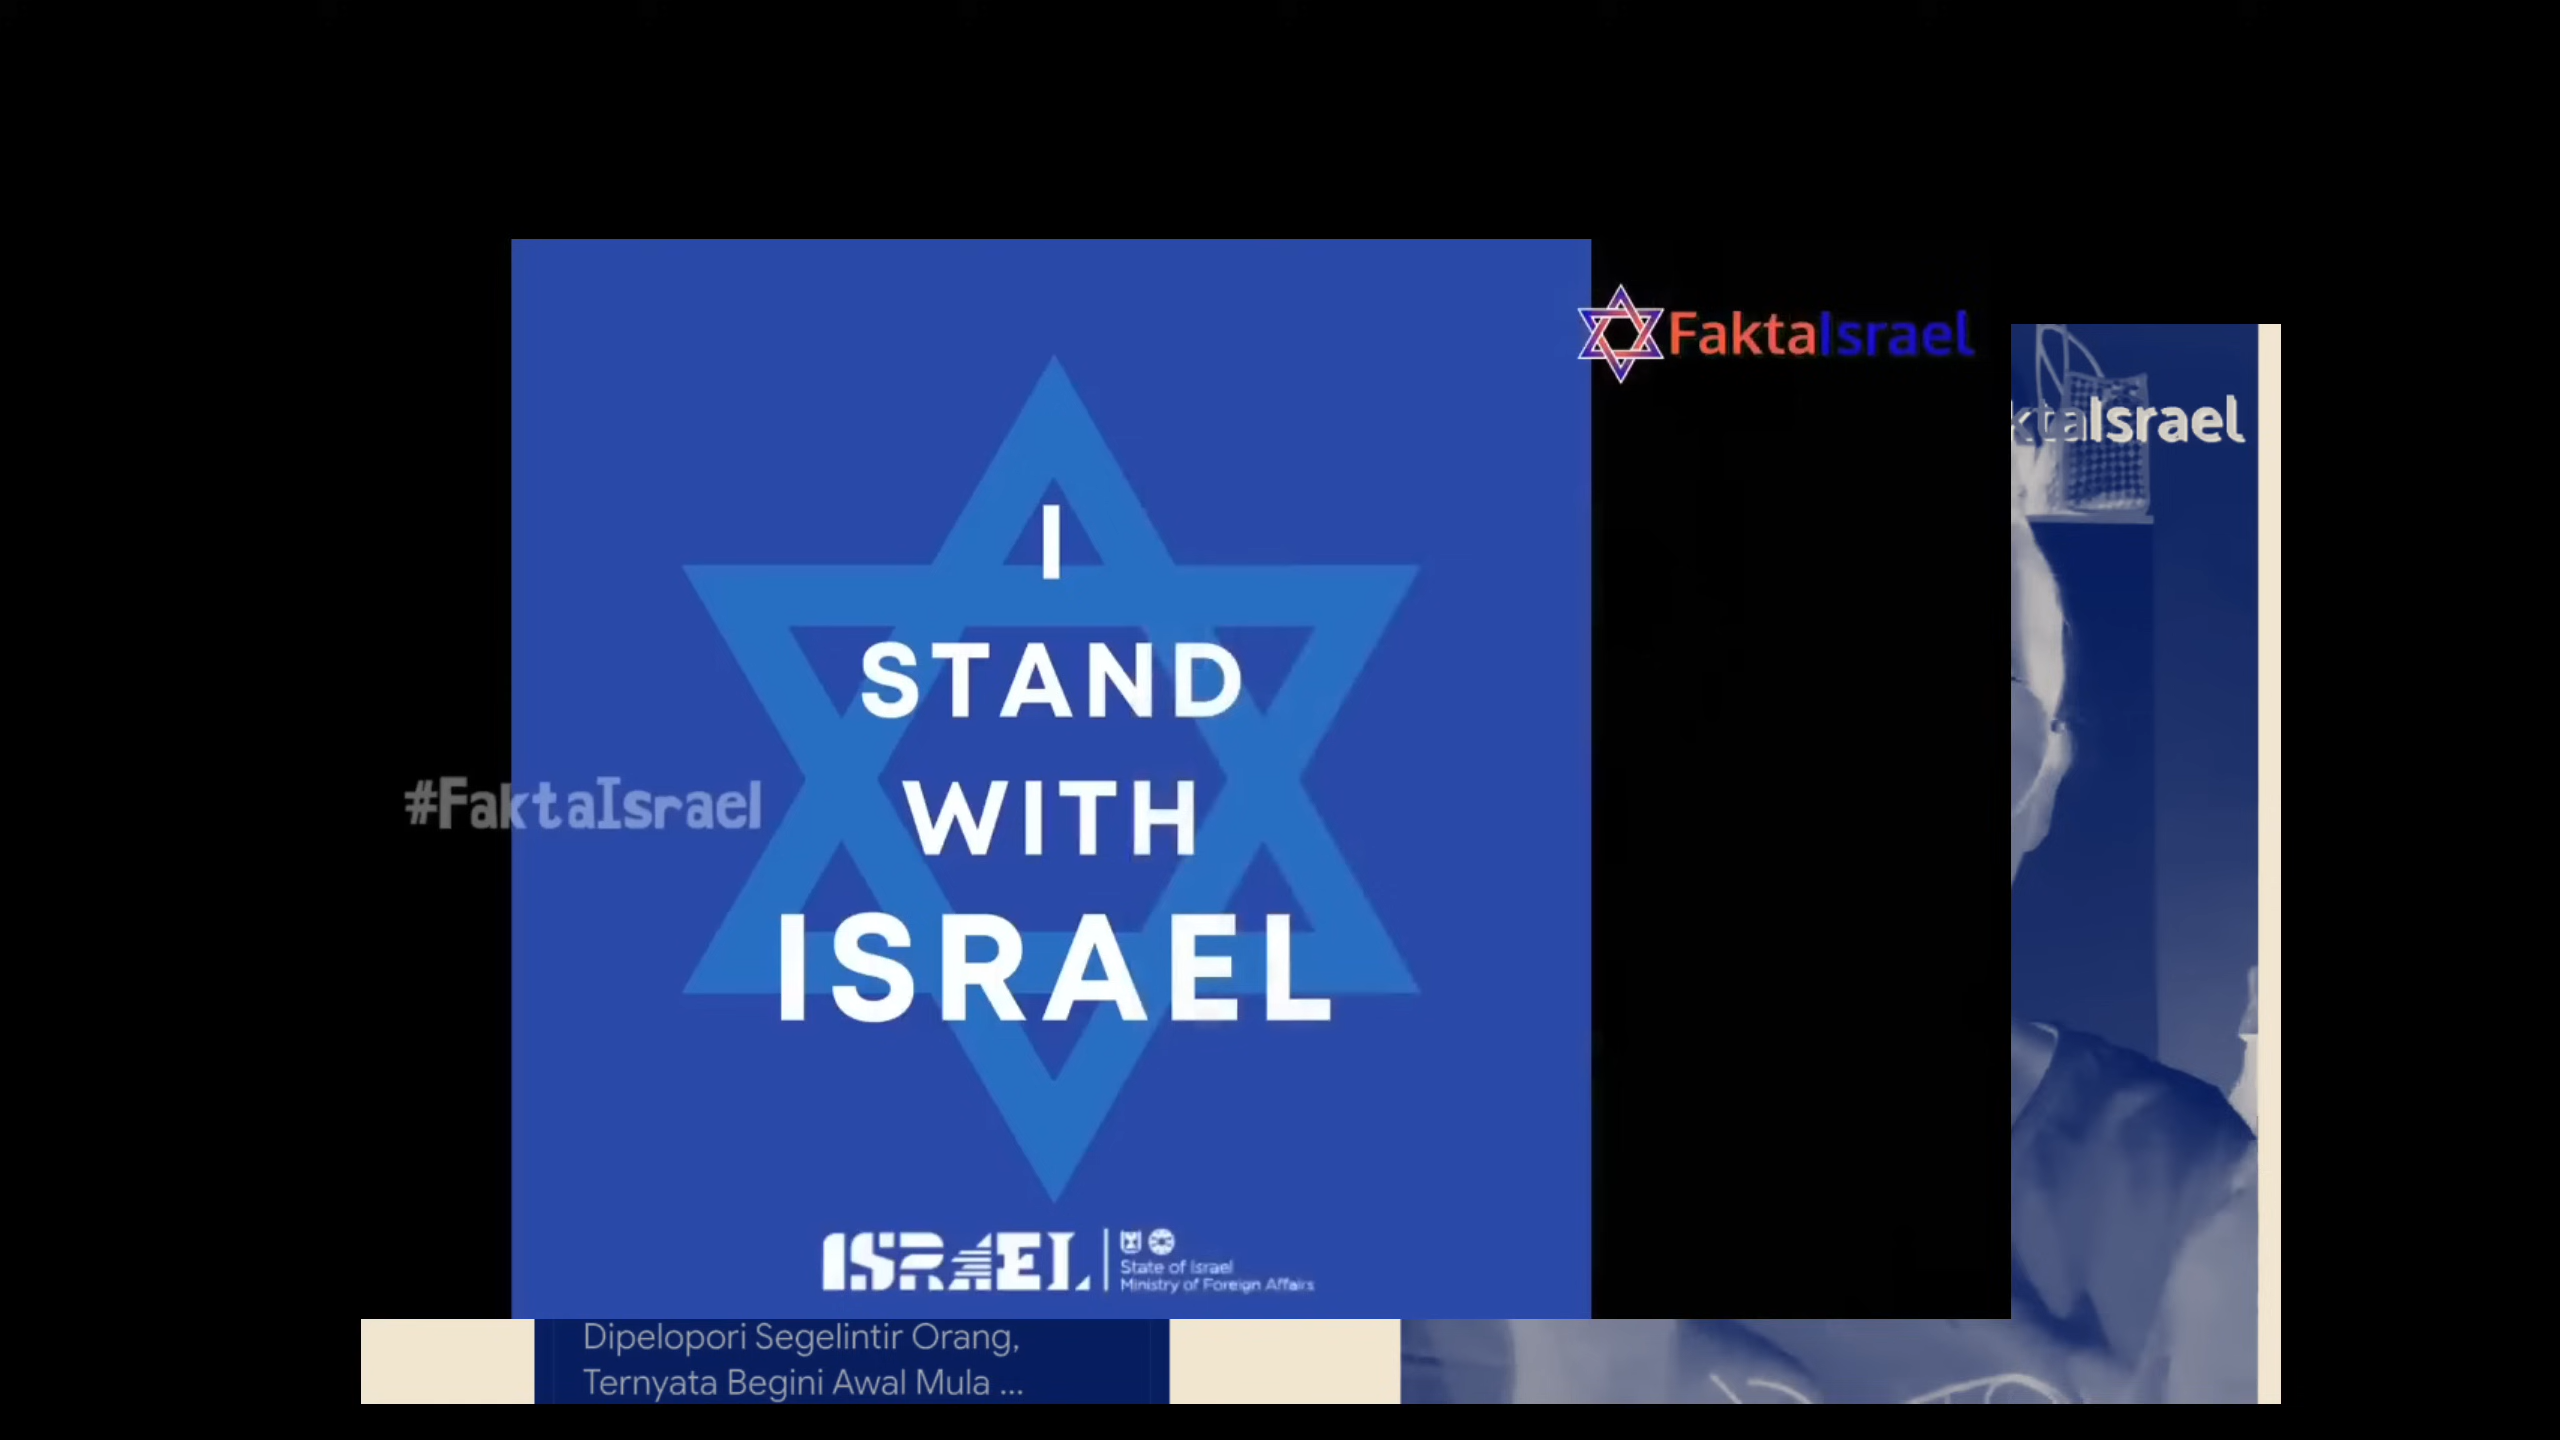 FaktaIsrael
ktaIsrael
I
STAND
WITH
ISRAEL
#FaktaIsrael
ISRAEL
State of Israel
Ministry of Foreign Affairs
Dipelopori Segelintir Orang,
Ternyata Begini Awal Mula ...